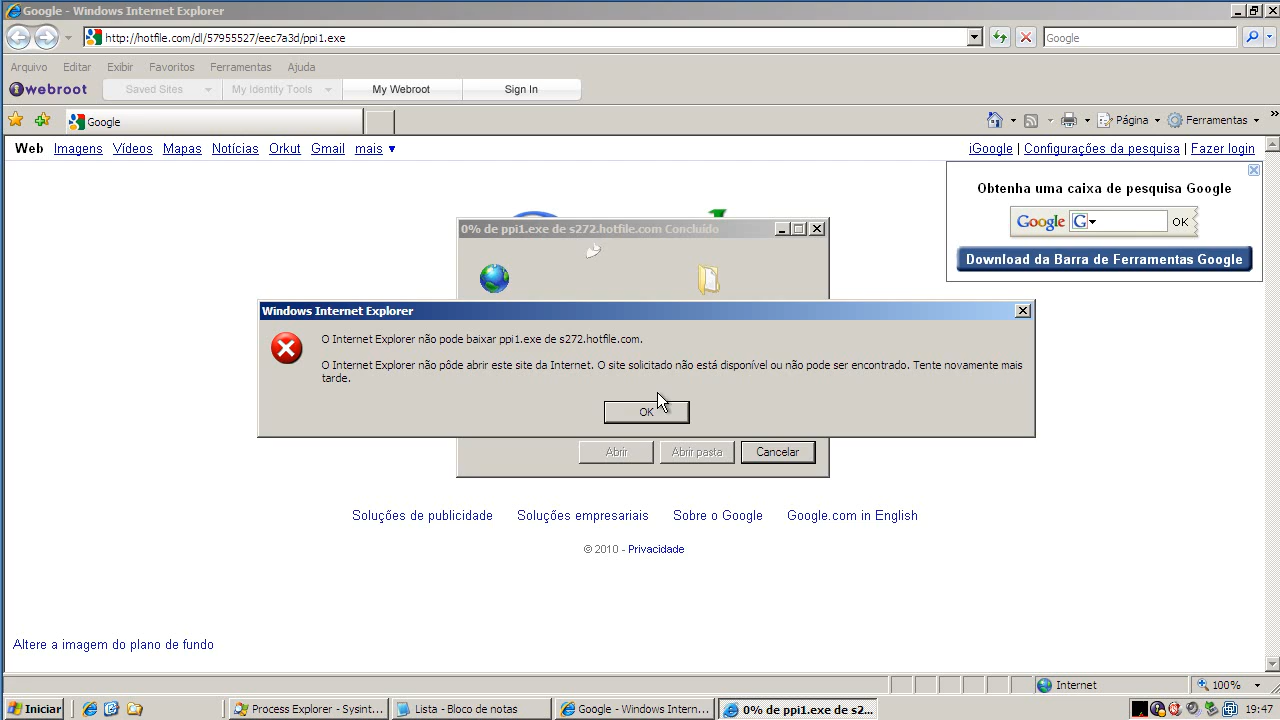 Google - Windows Internet Explorer
http://hotfile.com/dl/57955527/eec7a3d/ppi1.exe
Google
Arquivo Editar Exibir Favoritos Ferramentas Ajuda
webroot Saved Sites My Identity Tools My Webroot Sign In
Google
Página Ferramentas
Web Imagens Vídeos Mapas Notícias Orkut Gmail mais ▼
iGoogle | Configurações da pesquisa | Fazer login
Obtenha uma caixa de pesquisa Google
Google G OK
Download da Barra de Ferramentas Google
0% de ppi1.exe de s272.hotfile.com Concluído
Windows Internet Explorer
O Internet Explorer não pode baixar ppi1.exe de s272.hotfile.com.
O Internet Explorer não pôde abrir este site da Internet. O site solicitado não está disponível ou não pode ser encontrado. Tente novamente mais
tarde.
OK
Abrir Abrir pasta Cancelar
Soluções de publicidade Soluções empresariais Sobre o Google Google.com in English
© 2010 - Privacidade
Altere a imagem do plano de fundo
Internet 100%
Iniciar Process Explorer - Sysint... Lista - Bloco de notas Google - Windows Intern... 0% de ppi1.exe de s2... 19:47